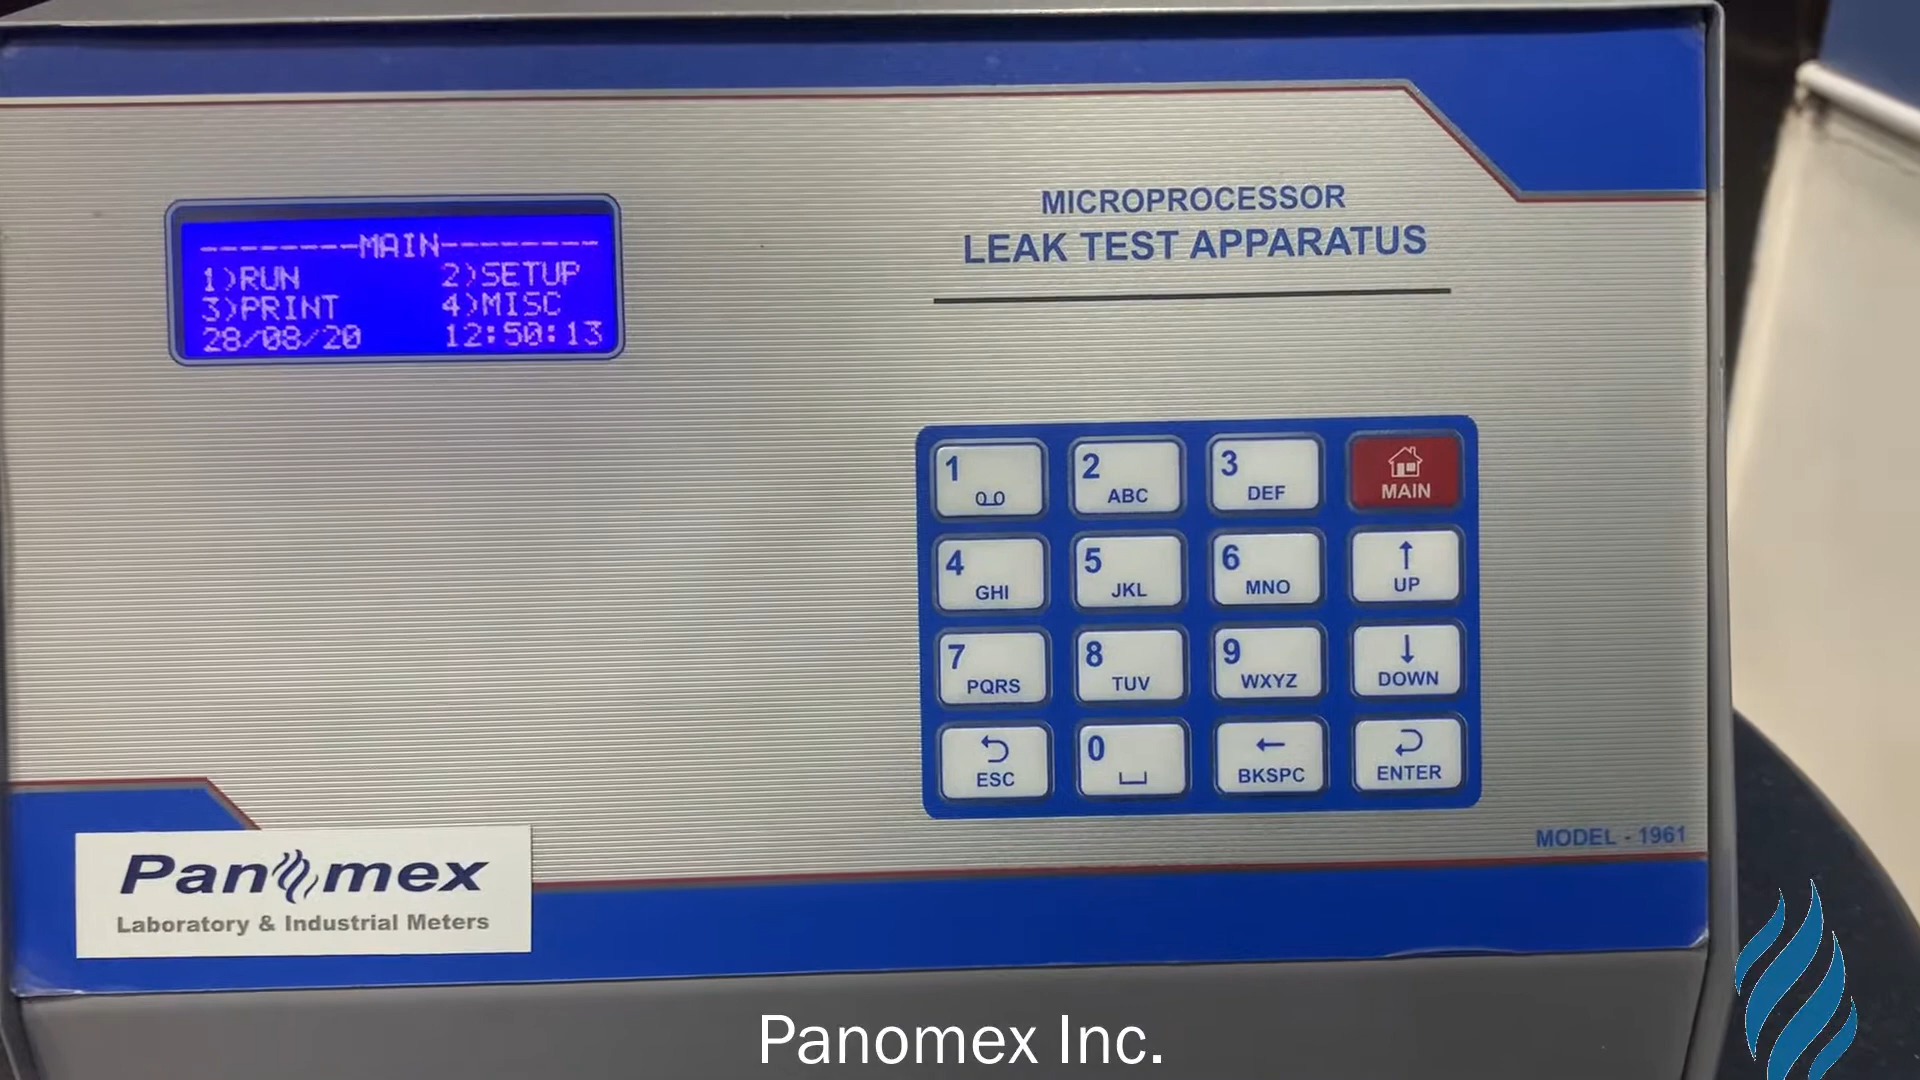 --------MAIN--------
1)RUN 2)SETUP
3)PRINT 4)MISC
28/08/20 12:50:13
MICROPROCESSOR
LEAK TEST APPARATUS
1 2 ABC 3 DEF MAIN
4 GHI 5 JKL 6 MNO ↑ UP
7 PQRS 8 TUV 9 WXYZ ↓ DOWN
ESC 0 ← BKSPC ENTER
MODEL - 1961
Panomex
Laboratory & Industrial Meters
Panomex Inc.